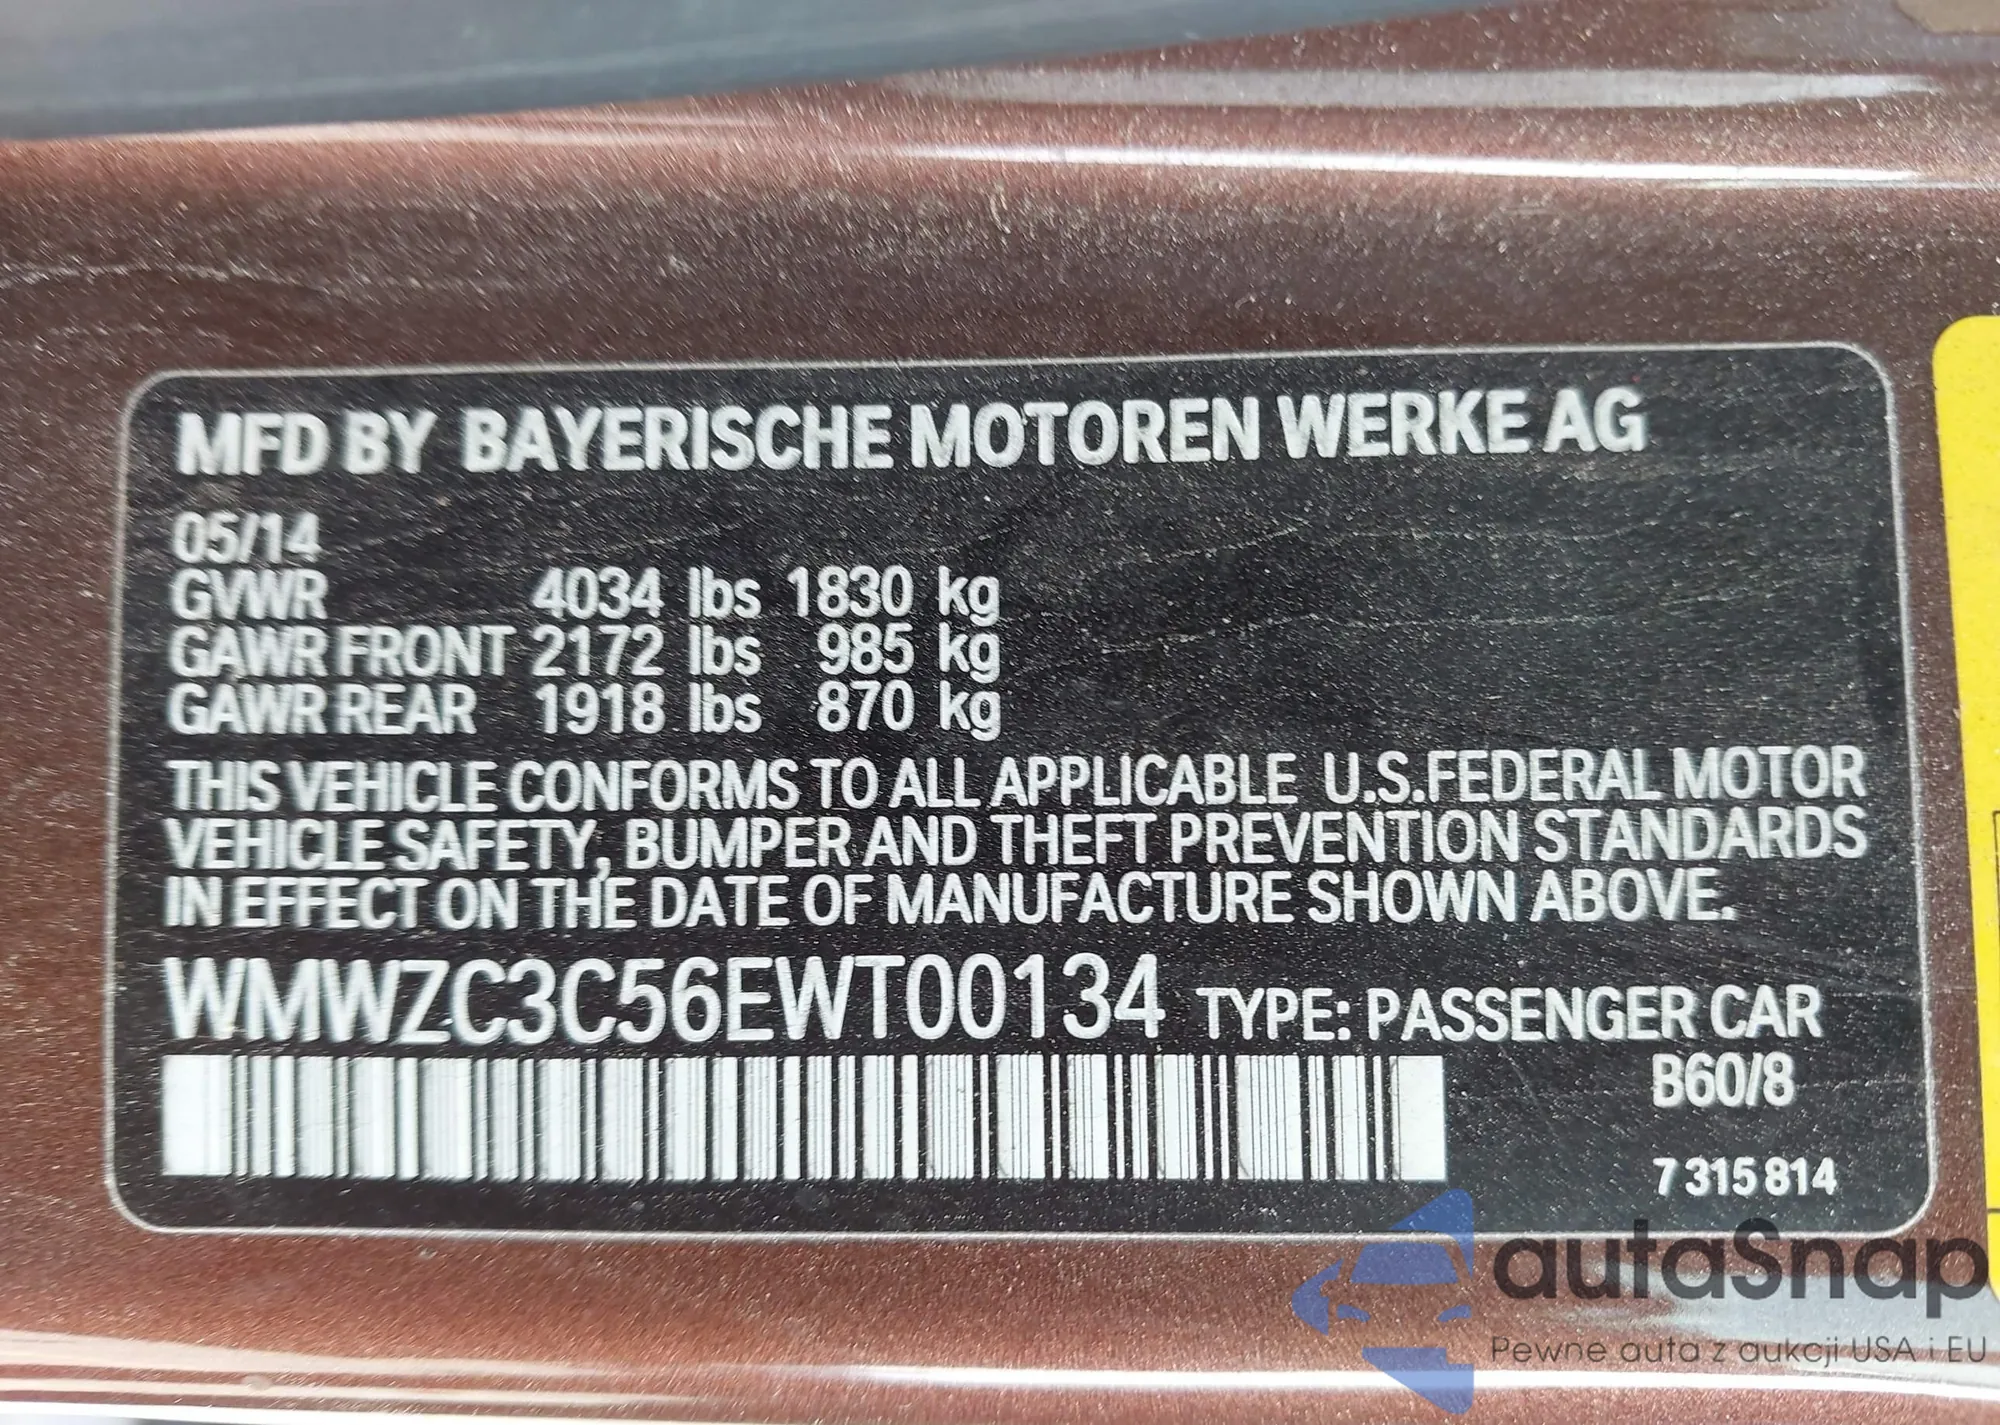 MFD BY BAYERISCHE MOTOREN WERKE AG
05/14
GVWR 4034 lbs 1830 kg
GAWR FRONT 2172 lbs 985 kg
GAWR REAR 1918 lbs 870 kg
THIS VEHICLE CONFORMS TO ALL APPLICABLE U.S.FEDERAL MOTOR
VEHICLE SAFETY, BUMPER AND THEFT PREVENTION STANDARDS
IN EFFECT ON THE DATE OF MANUFACTURE SHOWN ABOVE.
WMWZC3C56EWT00134 TYPE: PASSENGER CAR
B60//8
7 315 814
autaSnap
Pewne auta z aukcji USA i EU